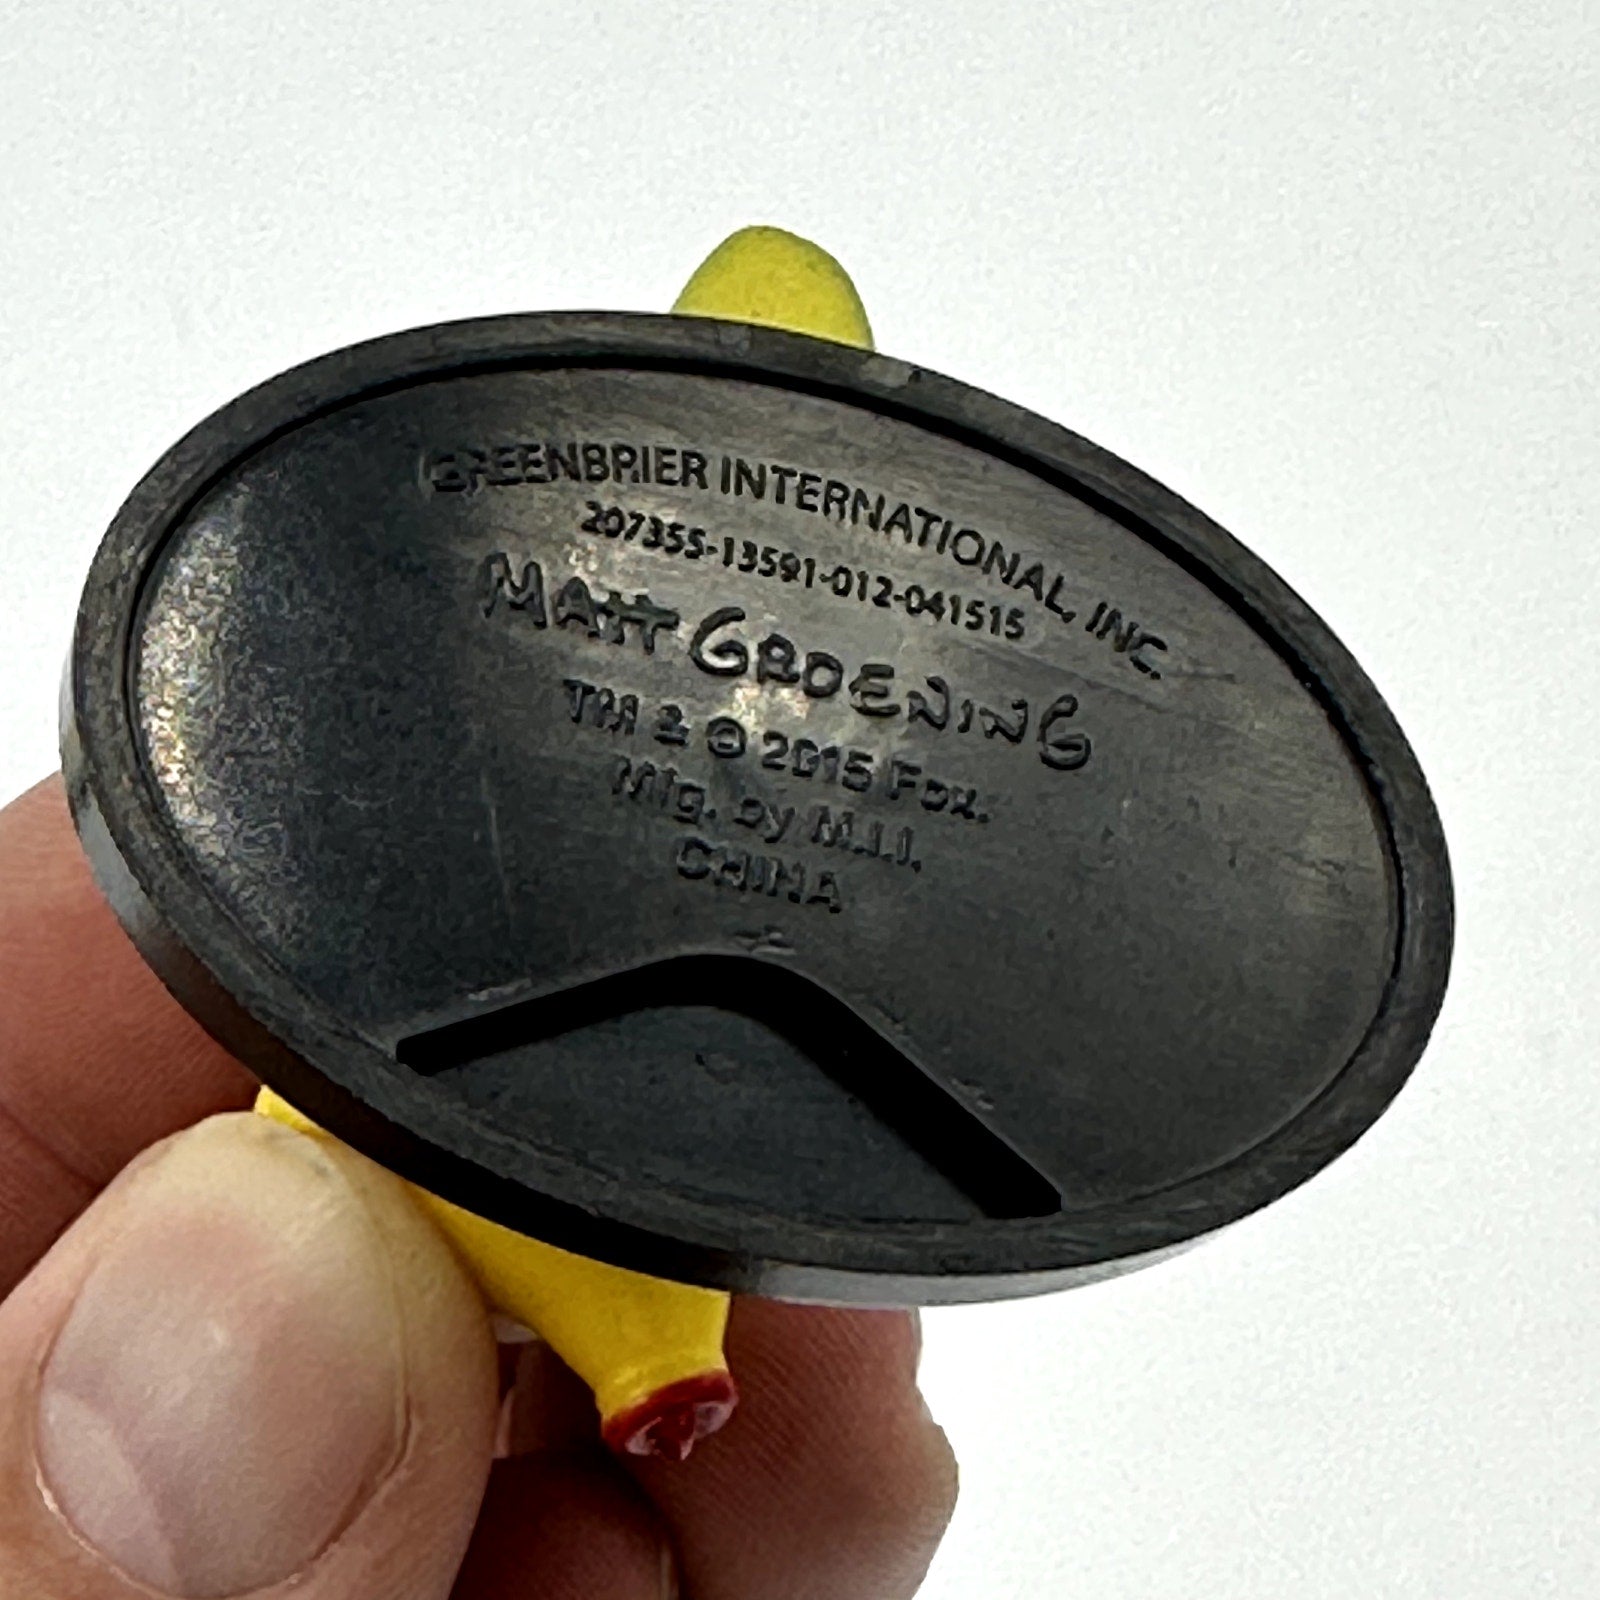 GREENBRIER INTERNATIONAL, INC.
207355-13591-012-041515
MATT GROENING
TM & © 2015 Fox.
Mfg. by M.I.I.
CHINA